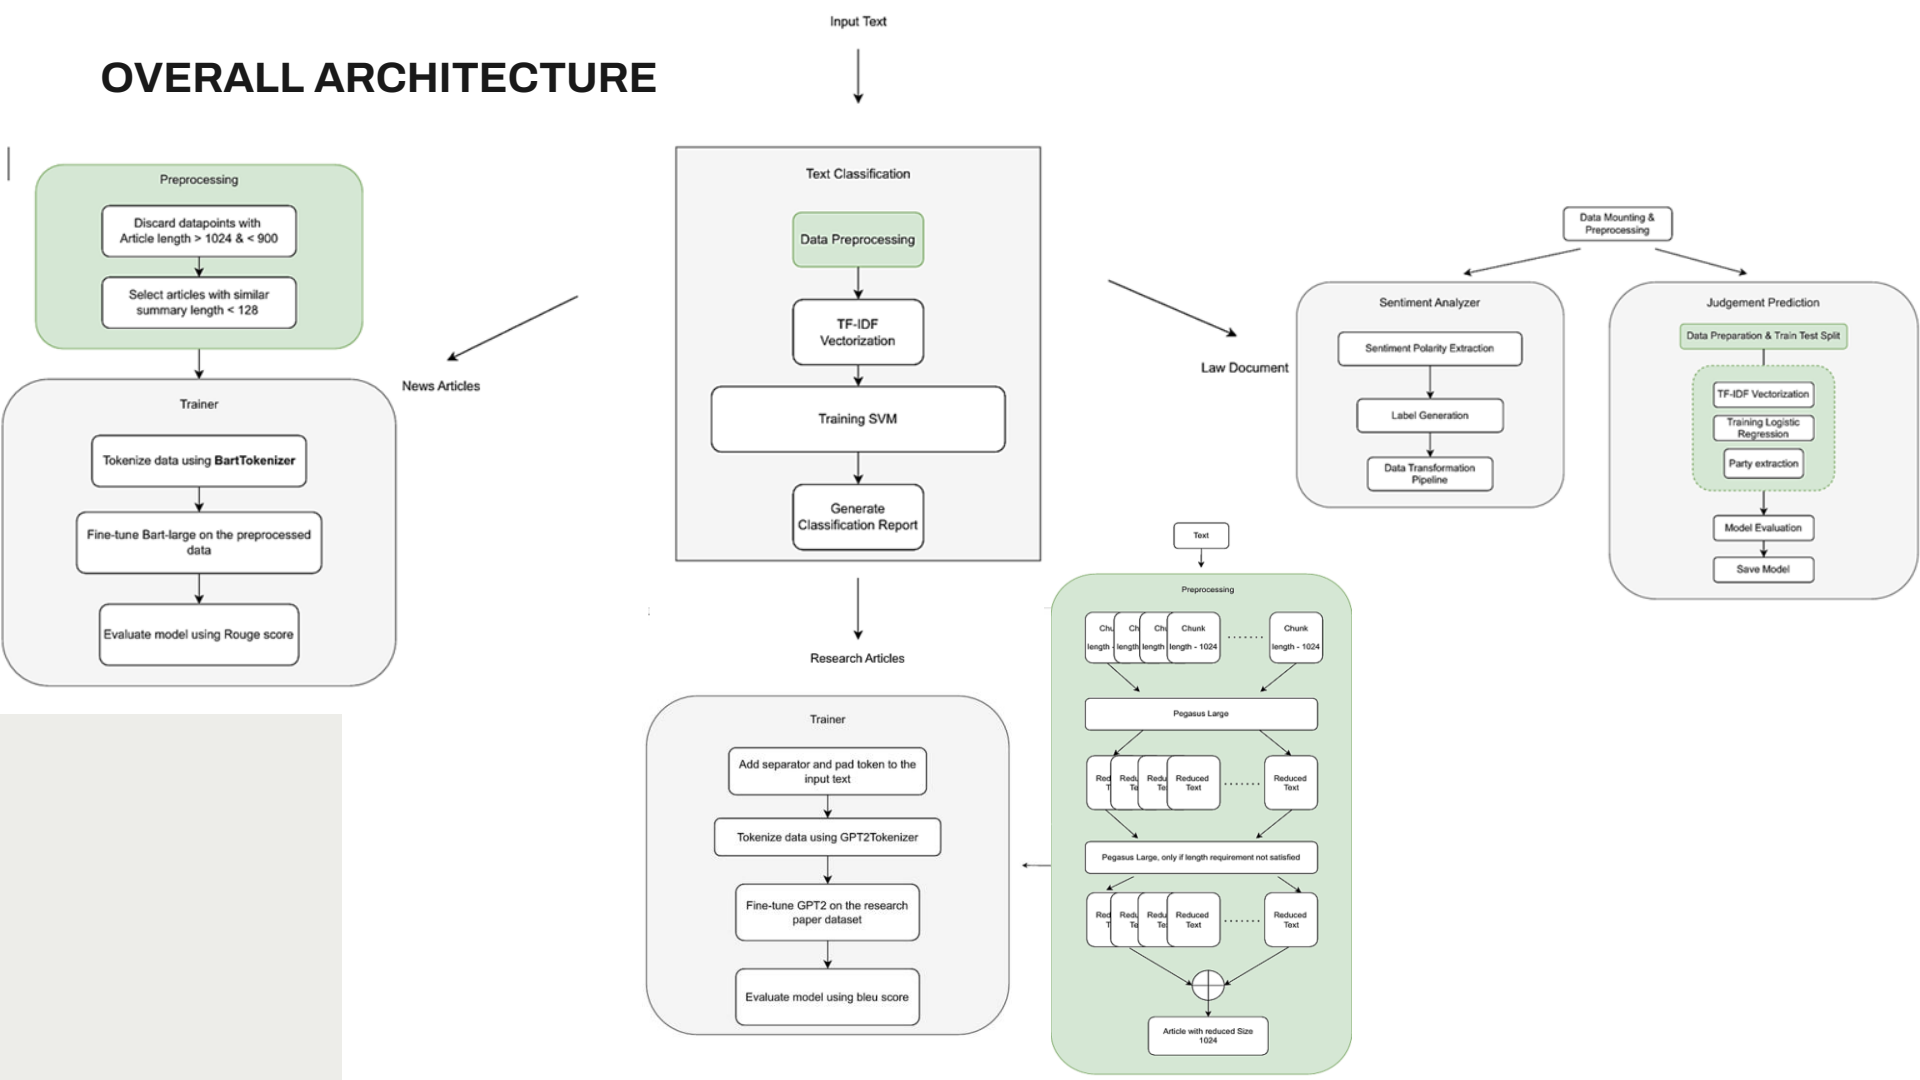 Input Text
OVERALL ARCHITECTURE
Preprocessing
Discard datapoints with
Article length > 1024 & < 900
Select articles with similar
summary length < 128
Trainer
Tokenize data using BartTokenizer
Fine-tune Bart-large on the preprocessed
data
Evaluate model using Rouge score
News Articles
Text Classification
Data Preprocessing
TF-IDF
Vectorization
Training SVM
Generate
Classification Report
Law Document
Data Mounting &
Preprocessing
Sentiment Analyzer
Sentiment Polarity Extraction
Label Generation
Data Transformation
Pipeline
Judgement Prediction
Data Preparation & Train Test Split
TF-IDF Vectorization
Training Logistic
Regression
Party extraction
Model Evaluation
Save Model
Research Articles
Trainer
Add separator and pad token to the
input text
Tokenize data using GPT2Tokenizer
Fine-tune GPT2 on the research
paper dataset
Evaluate model using bleu score
Text
Preprocessing
Chunk
length - 1024
Chunk
length - 1024
Pegasus Large
Reduced
Text
Reduced
Text
Pegasus Large, only if length requirement not satisfied
Reduced
Text
Reduced
Text
Article with reduced Size
1024